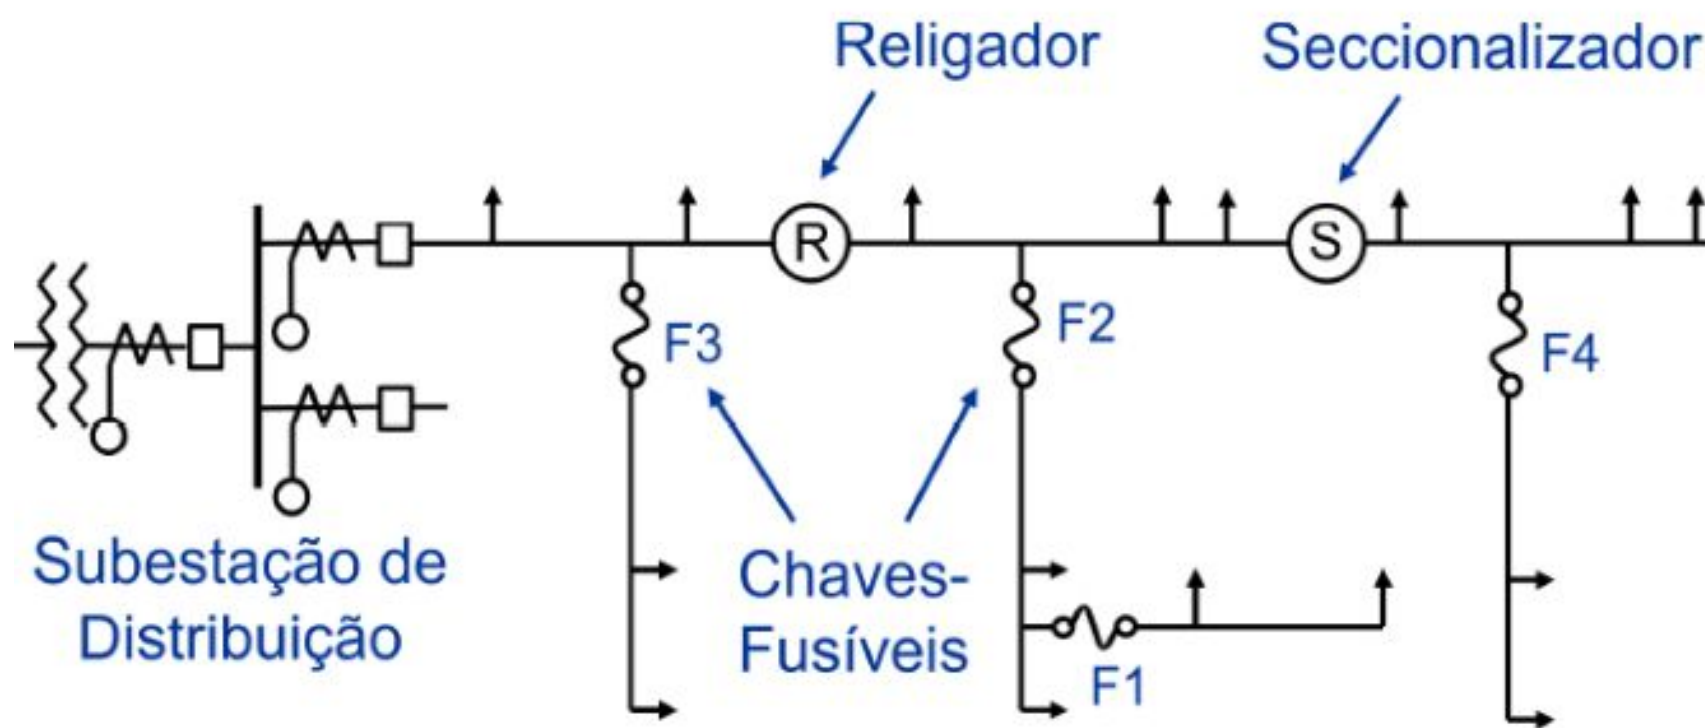 Religador
Seccionalizador
R
S
F3
F2
F4
Subestação de
Distribuição
Chaves-
Fusíveis
F1